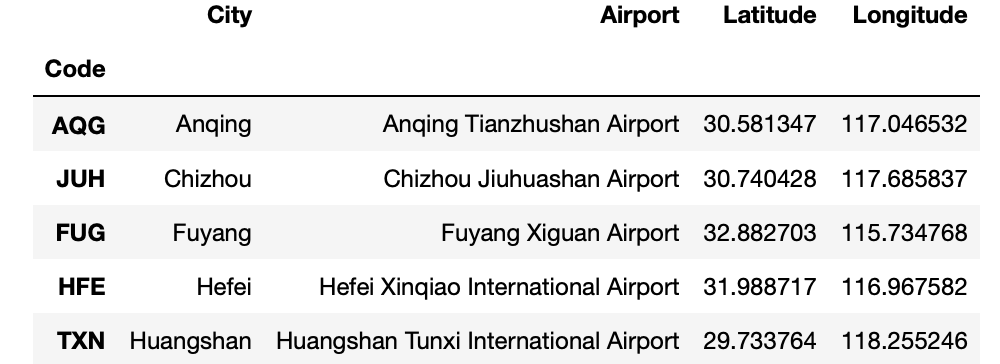 City Airport Latitude Longitude
Code
AQG Anqing Anqing Tianzhushan Airport 30.581347 117.046532
JUH Chizhou Chizhou Jiuhuashan Airport 30.740428 117.685837
FUG Fuyang Fuyang Xiguan Airport 32.882703 115.734768
HFE Hefei Hefei Xinqiao International Airport 31.988717 116.967582
TXN Huangshan Huangshan Tunxi International Airport 29.733764 118.255246